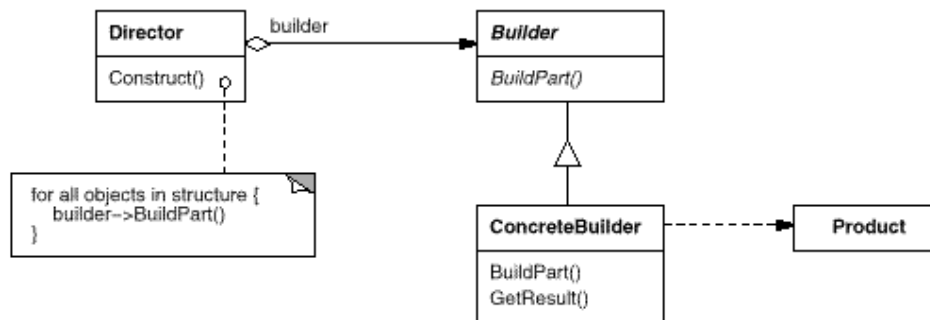 Director
builder
Builder
Construct()
BuildPart()
for all objects in structure {
builder->BuildPart()
}
ConcreteBuilder
Product
BuildPart()
GetResult()